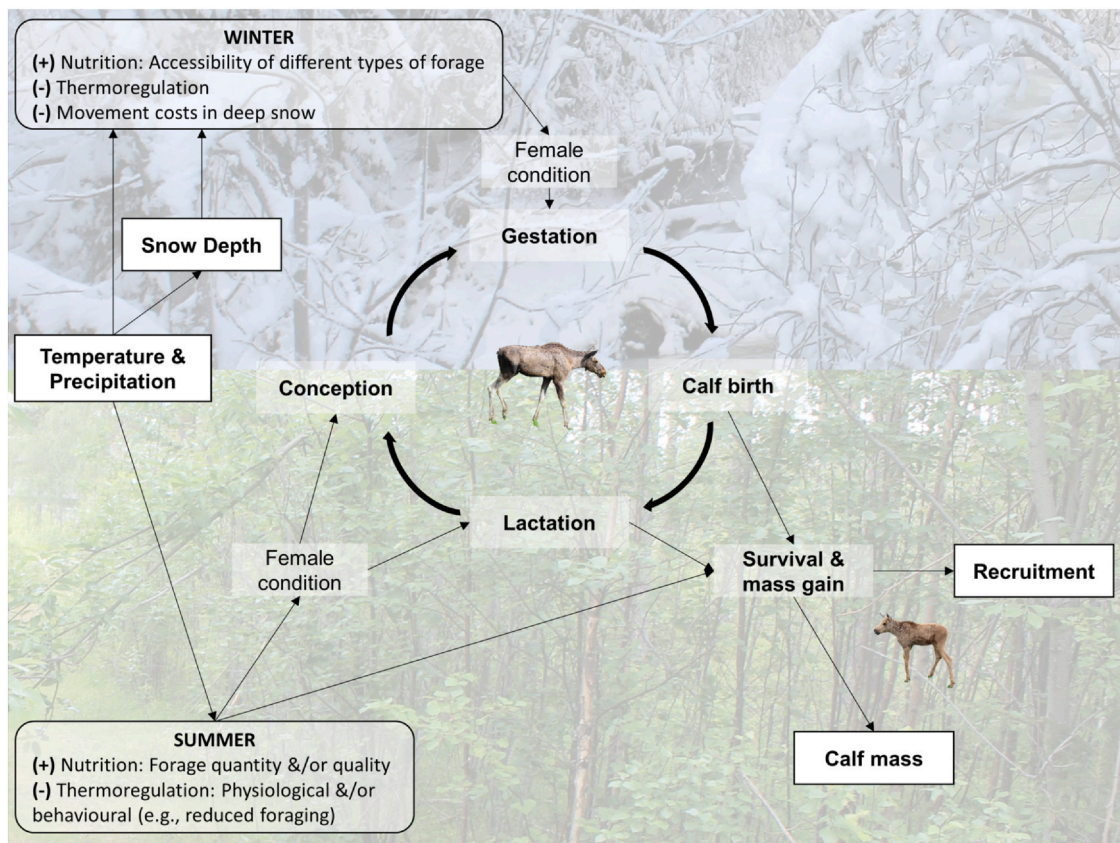 WINTER
(+) Nutrition: Accessibility of different types of forage
(-) Thermoregulation
(-) Movement costs in deep snow
Female
condition
Gestation
Snow Depth
Temperature &
Precipitation
Conception
Calf birth
Lactation
Female
condition
Survival &
mass gain
Recruitment
Calf mass
SUMMER
(+) Nutrition: Forage quantity &/or quality
(-) Thermoregulation: Physiological &/or
behavioural (e.g., reduced foraging)